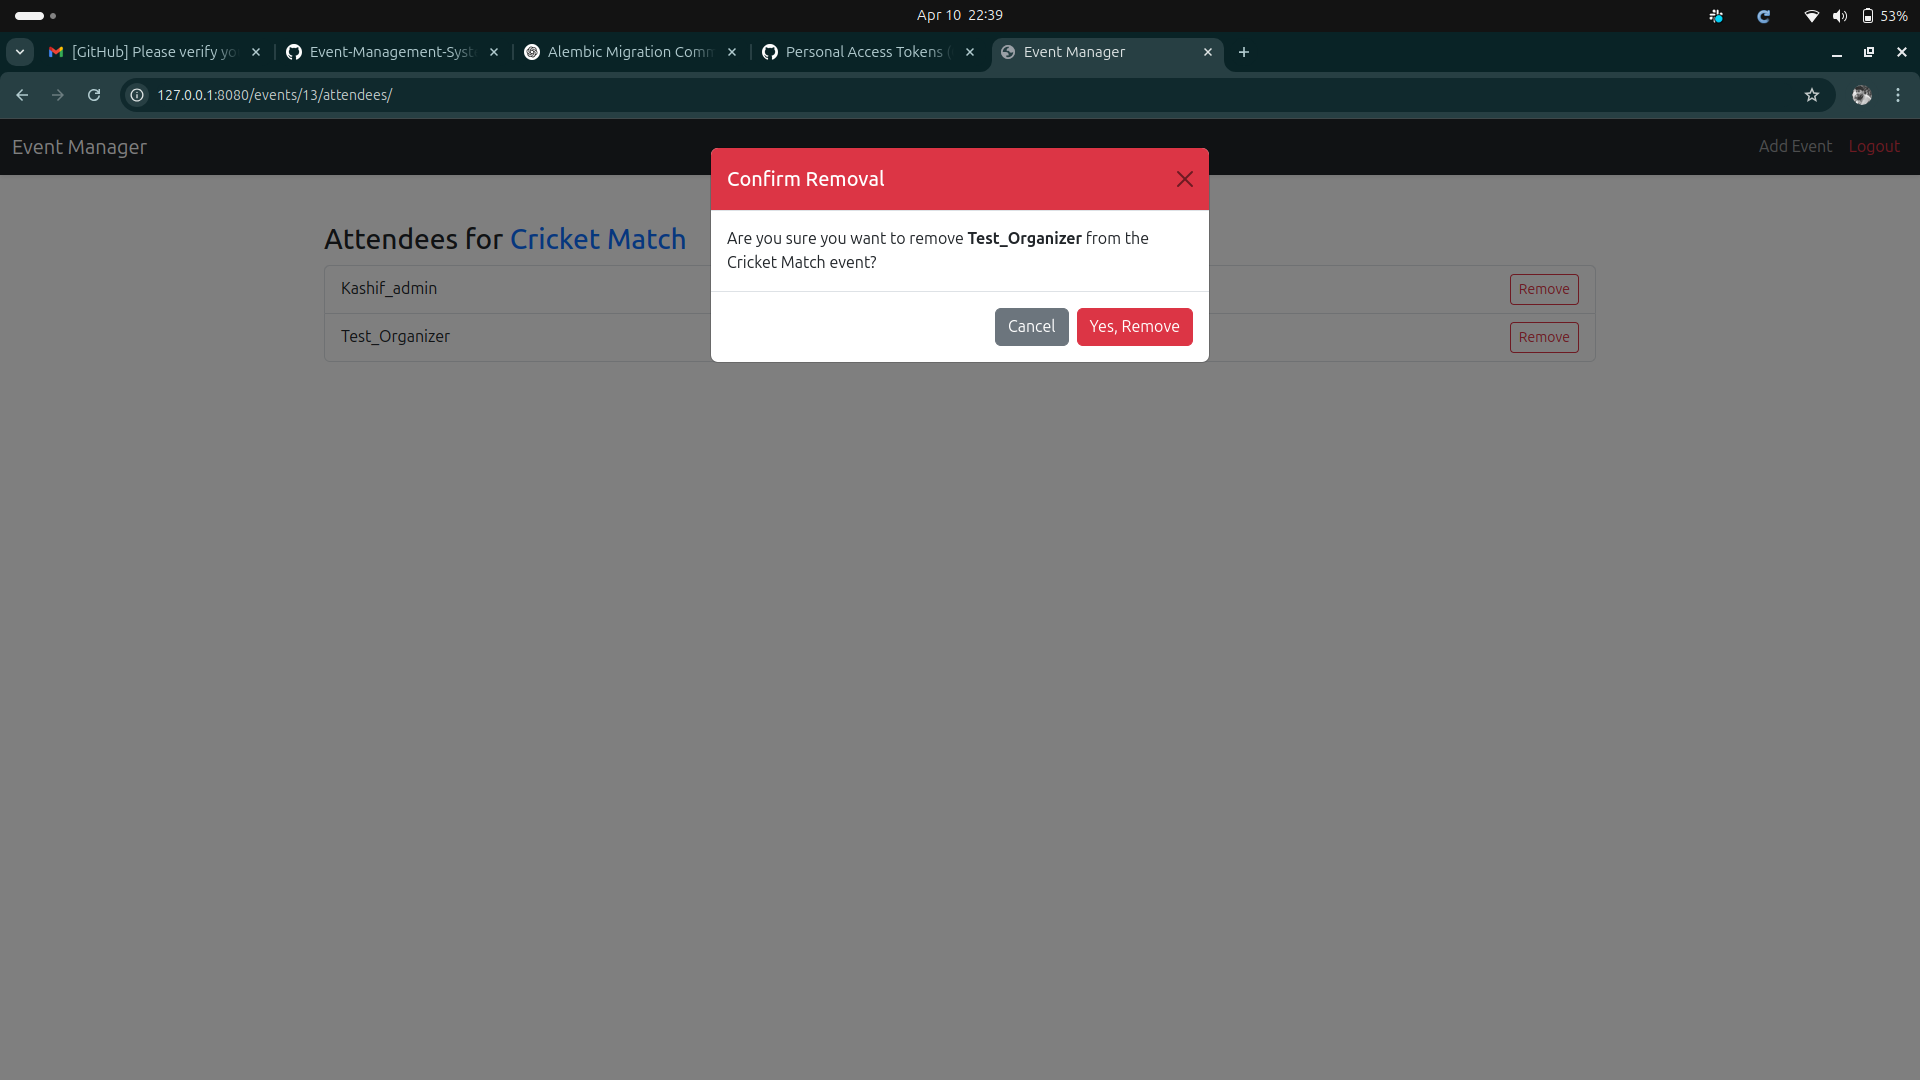 Apr 10 22:39
53%
[GitHub] Please verify yo
Event-Management-Syst
Alembic Migration Comm
Personal Access Tokens (
Event Manager
127.0.0.1:8080/events/13/attendees/
Event Manager
Add Event
Logout
Confirm Removal
Are you sure you want to remove Test_Organizer from the
Cricket Match event?
Cancel
Yes, Remove
Attendees for Cricket Match
Kashif_admin
Remove
Test_Organizer
Remove